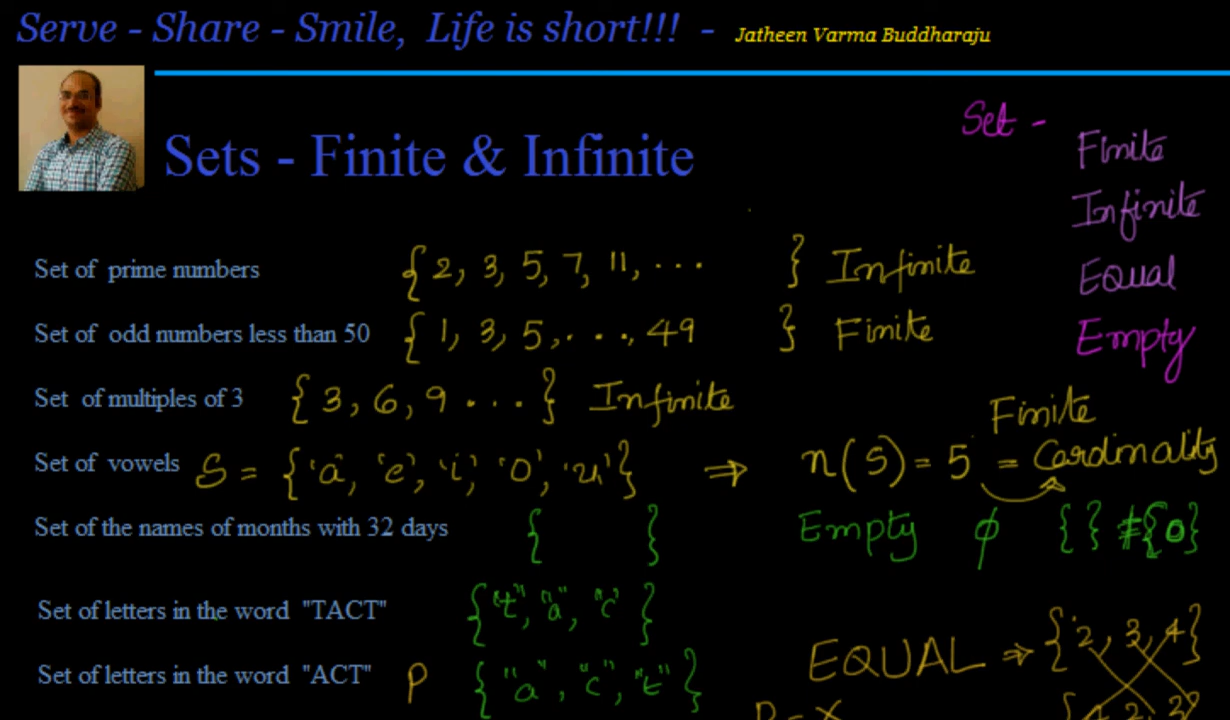 Serve - Share - Smile, Life is short!!! - Jatheen Varma Buddharaju
Sets - Finite & Infinite
Set -
Finite
Infinite
Equal
Empty
Set of prime numbers {2, 3, 5, 7, 11, ... } Infinite
Set of odd numbers less than 50 {1, 3, 5, . . ., 49 } Finite
Set of multiples of 3 {3, 6, 9 ...} Infinite
Finite
Set of vowels S = {'a', 'e', 'i', 'o', 'u'} ⇒ n(S) = 5 = Cardinality
Set of the names of months with 32 days { } Empty ϕ { } ≠ {0}
Set of letters in the word "TACT" {"t", "a", "c" }
Set of letters in the word "ACT" P {"a", "c", "t"}
EQUAL ⇒ {2, 3, 4}